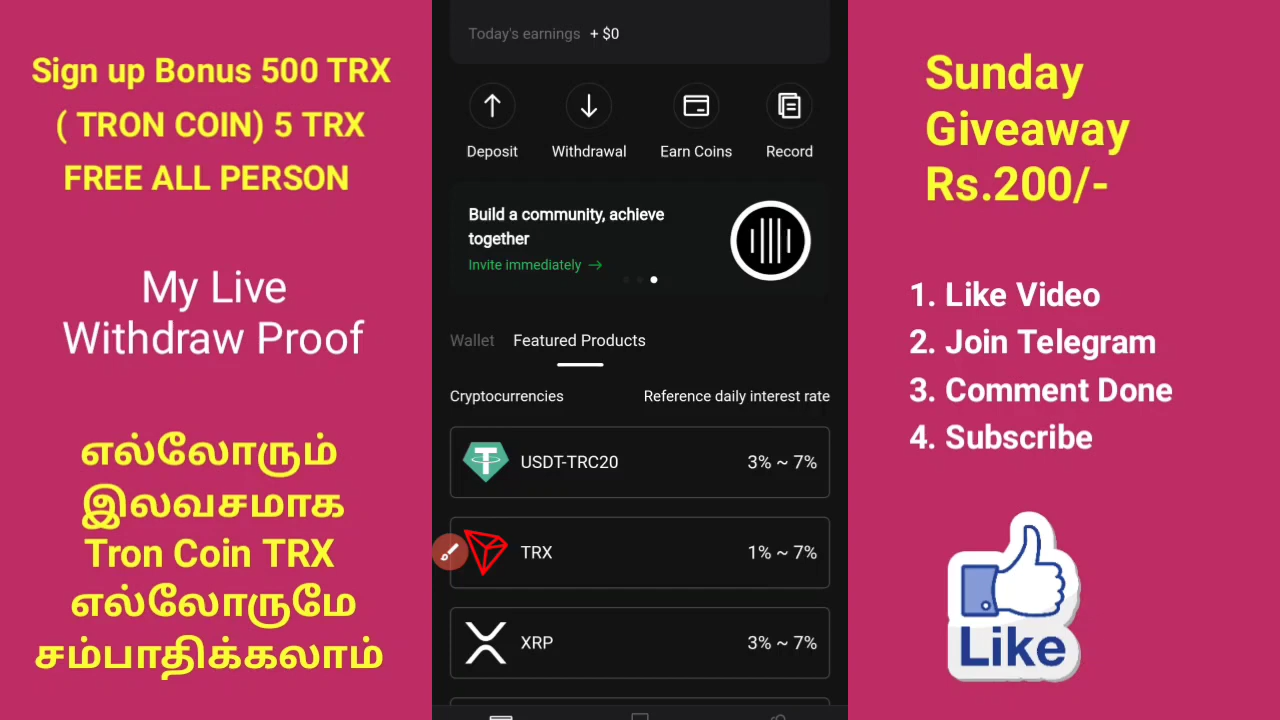 Sign up Bonus 500 TRX
( TRON COIN) 5 TRX
FREE ALL PERSON
My Live
Withdraw Proof
எல்லோரும்
இலவசமாக
Tron Coin TRX
எல்லோருமே
சம்பாதிக்கலாம்
Today's earnings + $0
Deposit Withdrawal Earn Coins Record
Build a community, achieve
together
Invite immediately →
Wallet Featured Products
Cryptocurrencies Reference daily interest rate
USDT-TRC20 3% ~ 7%
TRX 1% ~ 7%
XRP 3% ~ 7%
Sunday
Giveaway
Rs.200/-
1. Like Video
2. Join Telegram
3. Comment Done
4. Subscribe
Like